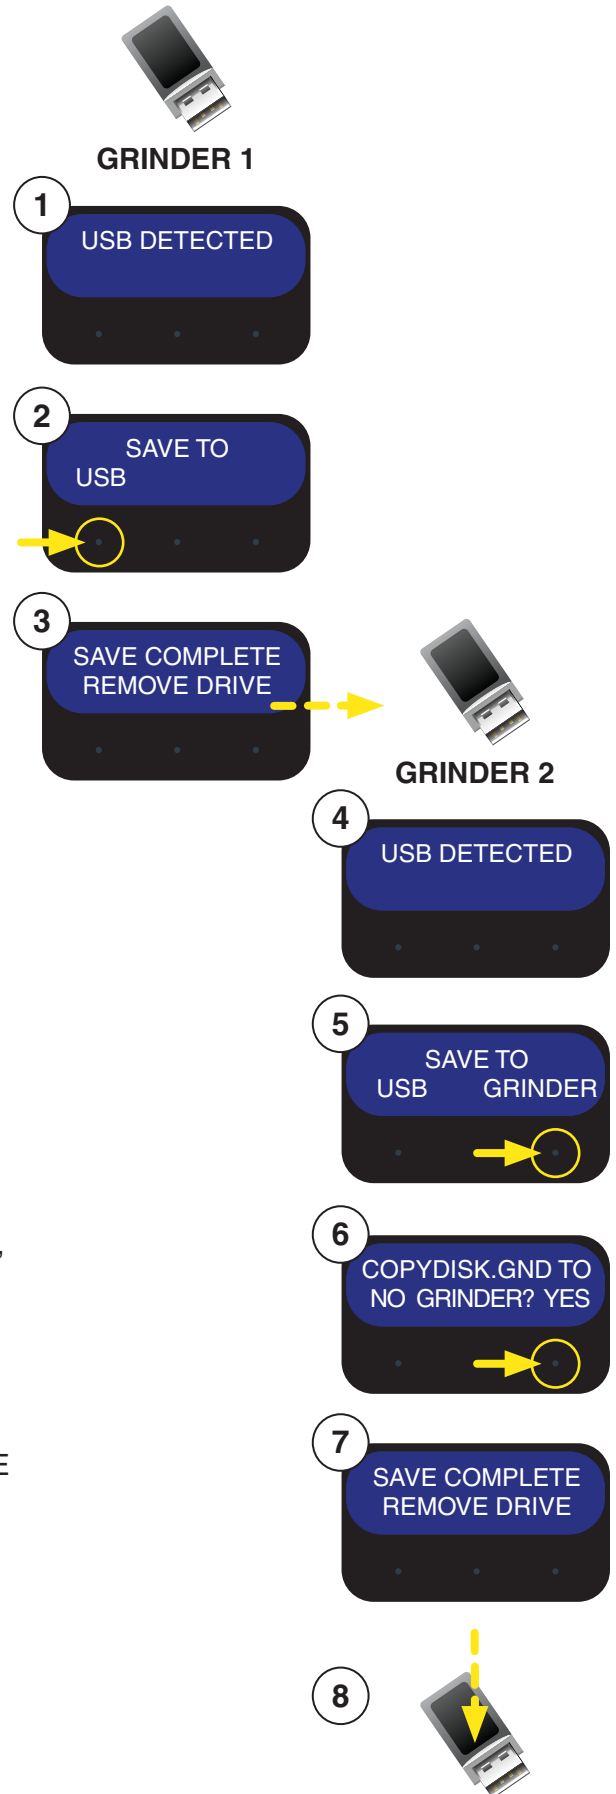 GRINDER 1
1
USB DETECTED
2
SAVE TO
USB
3
SAVE COMPLETE
REMOVE DRIVE
GRINDER 2
4
USB DETECTED
5
SAVE TO
USB GRINDER
6
COPYDISK.GND TO
NO GRINDER? YES
7
SAVE COMPLETE
REMOVE DRIVE
8